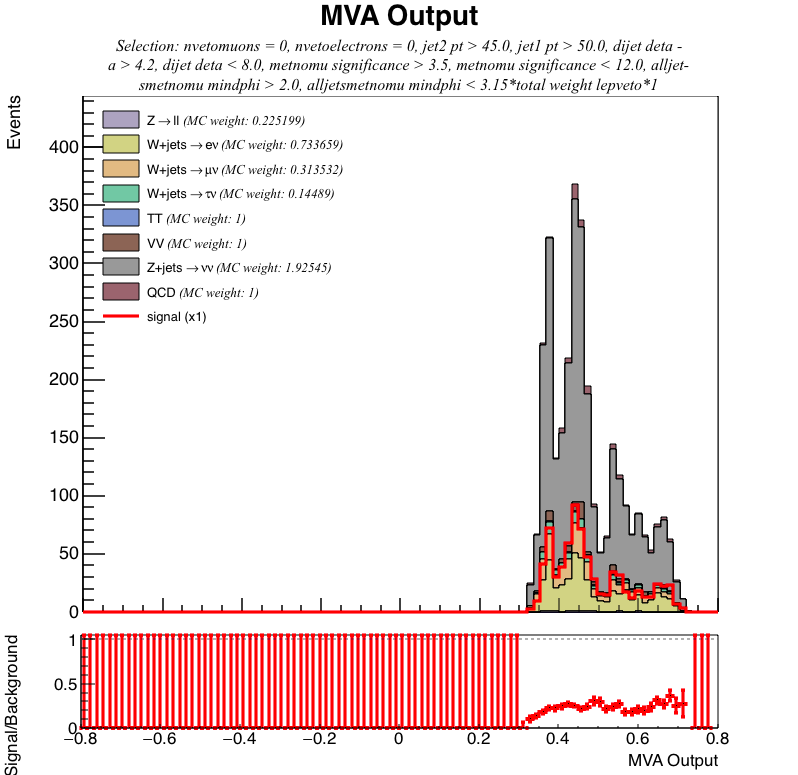 MVA Output
Selection: nvetomuons = 0, nvetoelectrons = 0, jet2 pt > 45.0, jet1 pt > 50.0, dijet deta -
a > 4.2, dijet deta < 8.0, metnomu significance > 3.5, metnomu significance < 12.0, alljet-
smetnomu mindphi > 2.0, alljetsmetnomu mindphi < 3.15*total weight lepveto*1
Events
Z→ll (MC weight: 0.225199)
W+jets→eν (MC weight: 0.733659)
W+jets→μν (MC weight: 0.313532)
W+jets→τν (MC weight: 0.14489)
TT (MC weight: 1)
VV (MC weight: 1)
Z+jets→νν (MC weight: 1.92545)
QCD (MC weight: 1)
signal (x1)
400
350
300
250
200
150
100
50
0
Signal/Background
1
0.5
0
−0.8 −0.6 −0.4 −0.2 0 0.2 0.4 0.6 0.8
MVA Output